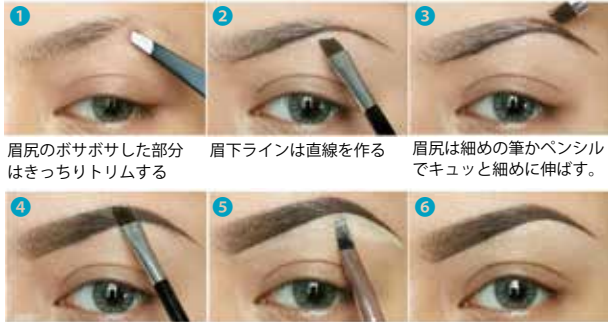 1
2
3
眉尻のボサボサした部分
はきっちりトリムする
眉下ラインは直線を作る
眉尻は細めの筆かペンシル
でキュッと細めに伸ばす。
4
5
6